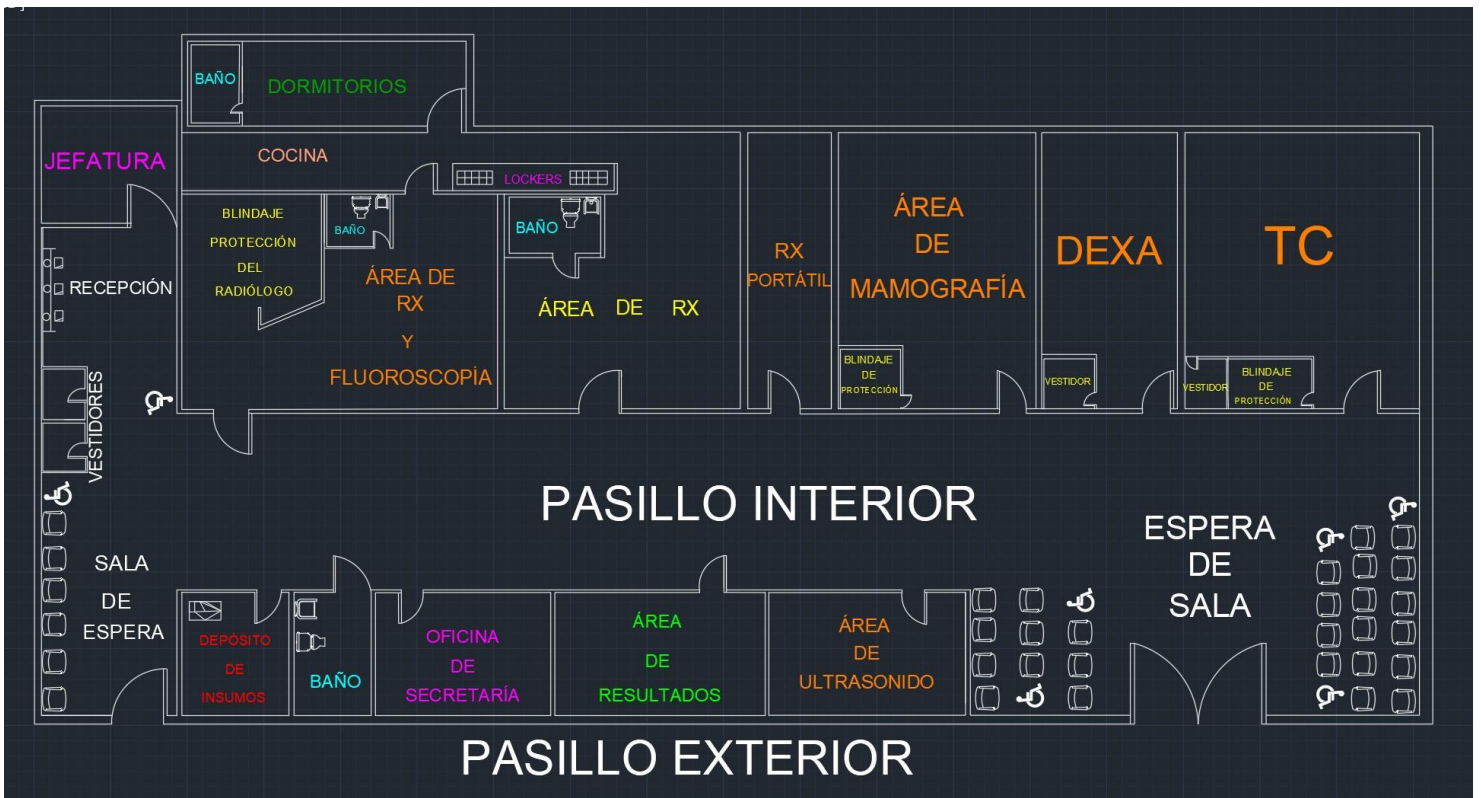 BAÑO
DORMITORIOS
JEFATURA
COCINA
LOCKERS
BLINDAJE
PROTECCIÓN
DEL
RADIÓLOGO
BAÑO
ÁREA DE
RX
Y
FLUOROSCOPÍA
BAÑO
ÁREA DE RX
RX
PORTÁTIL
ÁREA
DE
MAMOGRAFÍA
BLINDAJE
DE
PROTECCIÓN
DEXA
VESTIDOR
TC
VESTIDOR
BLINDAJE
DE
PROTECCIÓN
RECEPCIÓN
VESTIDORES
PASILLO INTERIOR
ESPERA
DE
SALA
SALA
DE
ESPERA
DEPÓSITO
DE
INSUMOS
BAÑO
OFICINA
DE
SECRETARÍA
ÁREA
DE
RESULTADOS
ÁREA
DE
ULTRASONIDO
PASILLO EXTERIOR